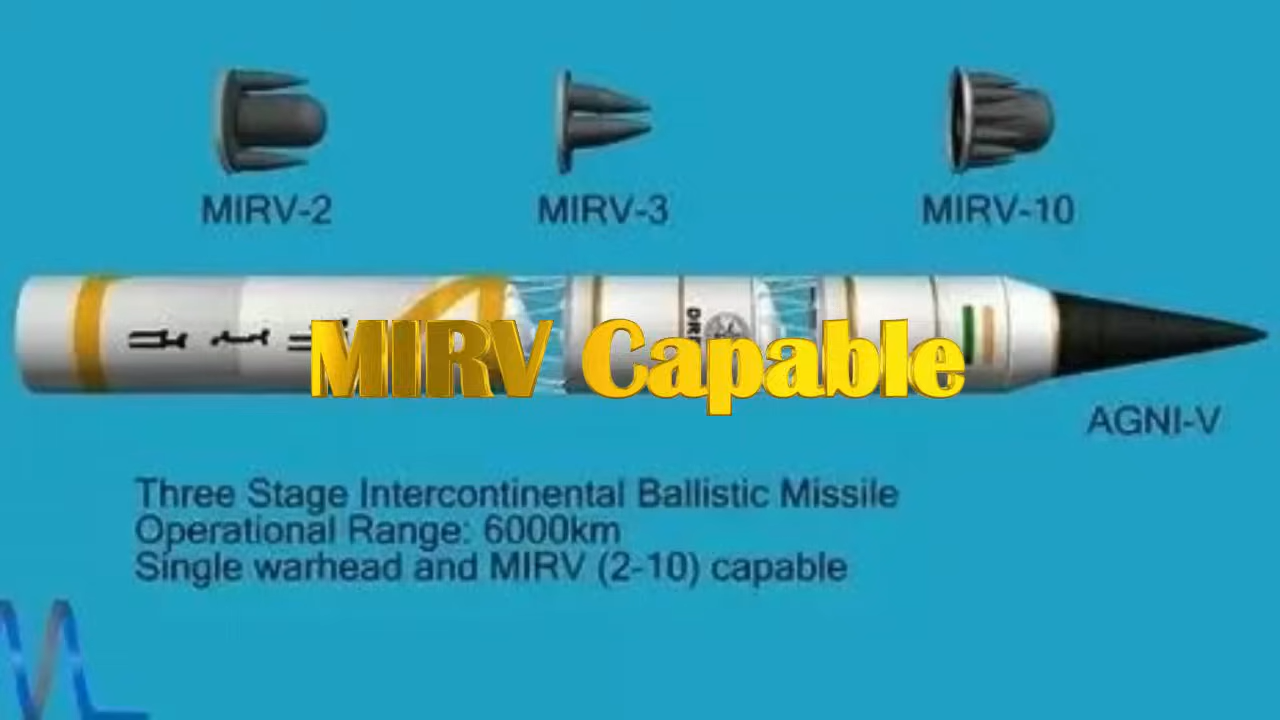 MIRV-2 MIRV-3 MIRV-10
MIRV Capable
AGNI-V
Three Stage Intercontinental Ballistic Missile
Operational Range: 6000km
Single warhead and MIRV (2-10) capable